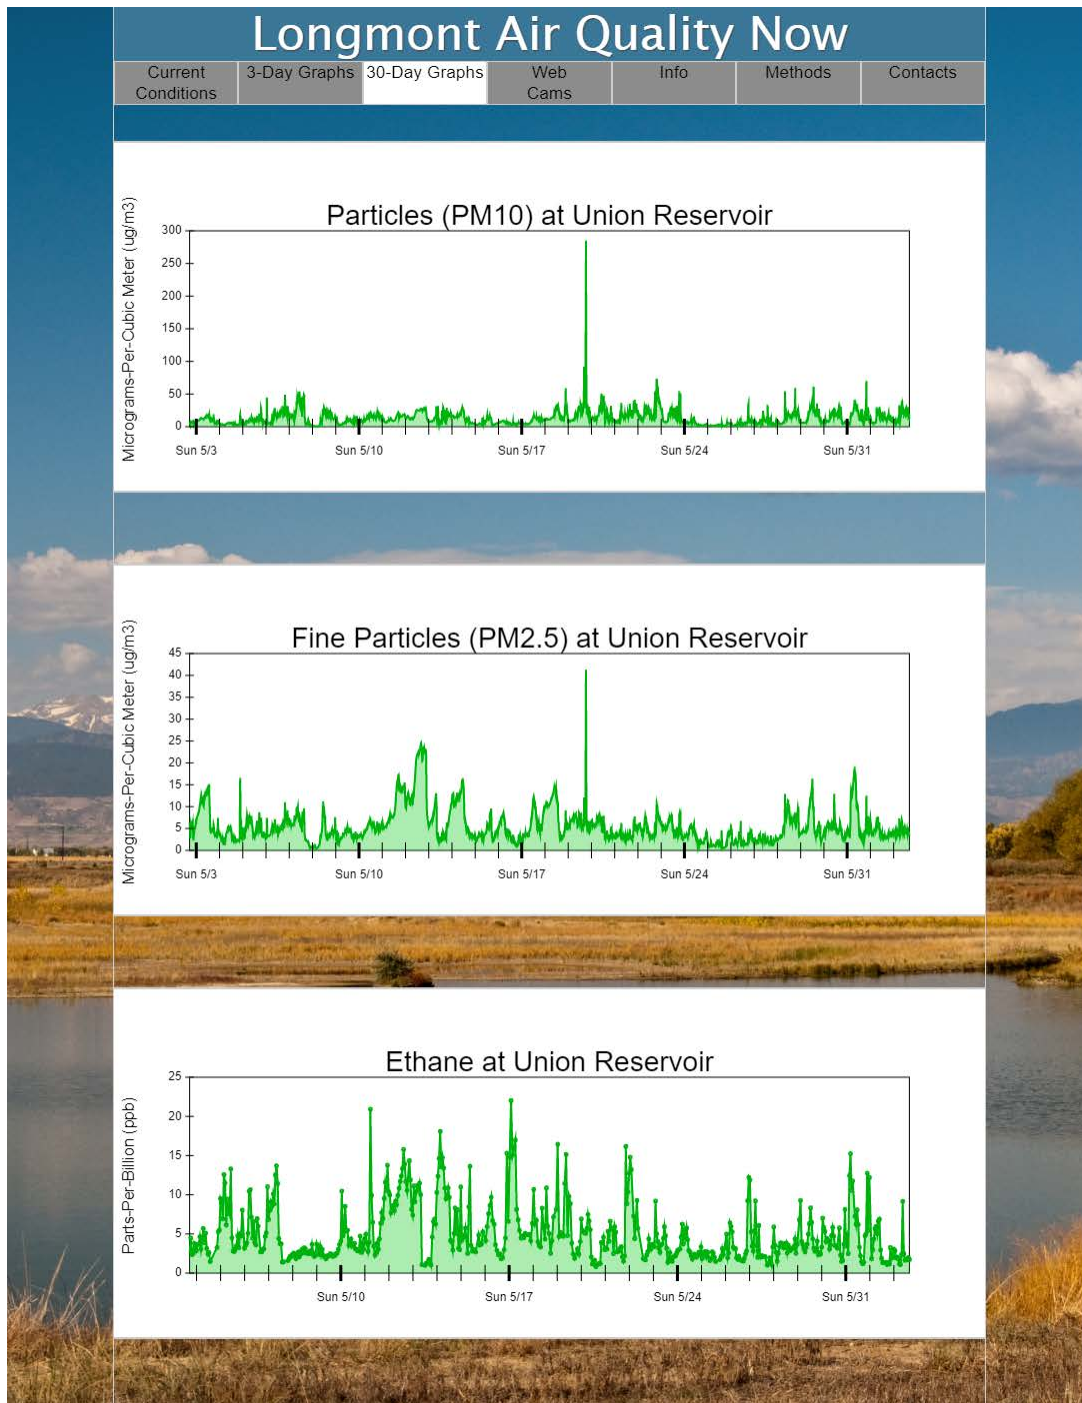 Longmont Air Quality Now
Current Conditions
3-Day Graphs
30-Day Graphs
Web Cams
Info
Methods
Contacts
Particles (PM10) at Union Reservoir
Micrograms-Per-Cubic Meter (ug/m3)
300
250
200
150
100
50
0
Sun 5/3
Sun 5/10
Sun 5/17
Sun 5/24
Sun 5/31
Fine Particles (PM2.5) at Union Reservoir
Micrograms-Per-Cubic Meter (ug/m3)
45
40
35
30
25
20
15
10
5
0
Sun 5/3
Sun 5/10
Sun 5/17
Sun 5/24
Sun 5/31
Ethane at Union Reservoir
Parts-Per-Billion (ppb)
25
20
15
10
5
0
Sun 5/10
Sun 5/17
Sun 5/24
Sun 5/31